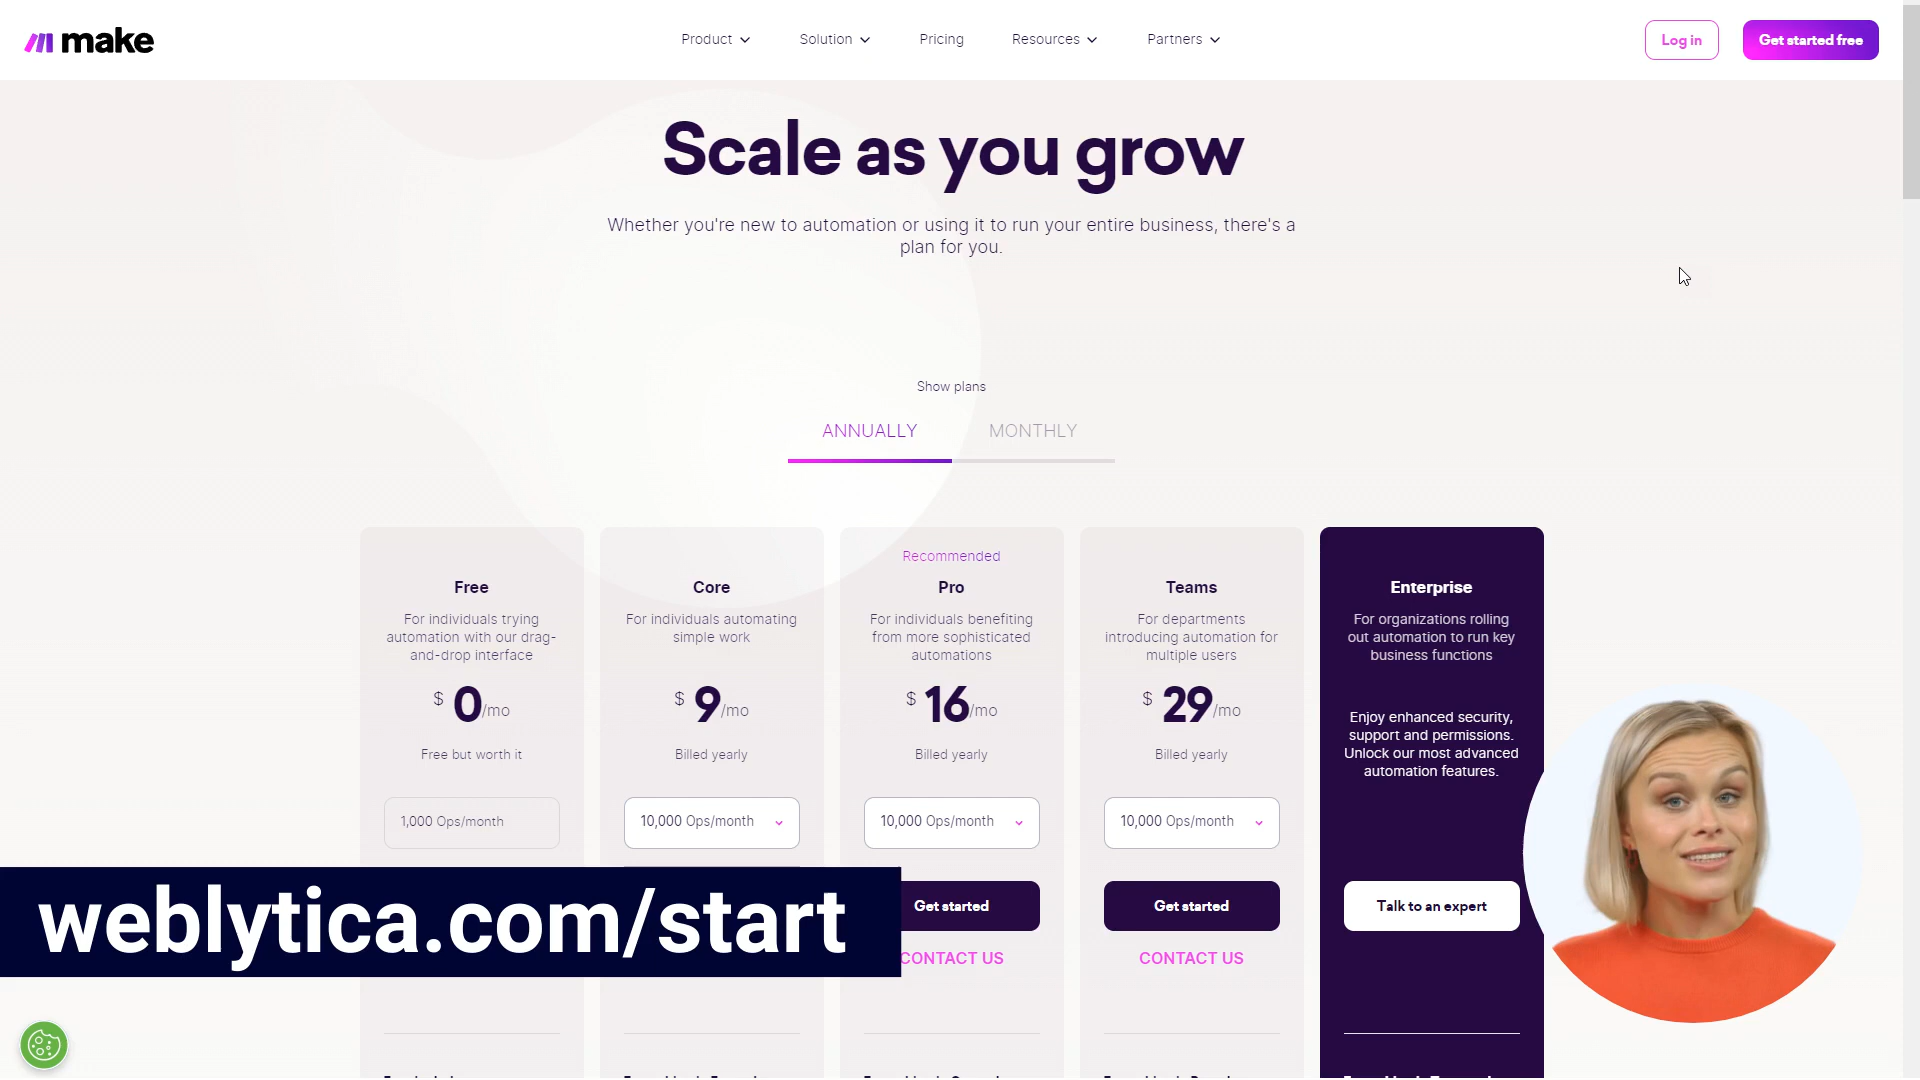 make
Product
Solution
Pricing
Resources
Partners
Log in
Get started free
Scale as you grow
Whether you're new to automation or using it to run your entire business, there's a
plan for you.
Show plans
ANNUALLY
MONTHLY
Free
For individuals trying
automation with our drag-
and-drop interface
$ 0/mo
Free but worth it
1,000 Ops/month
Core
For individuals automating
simple work
$ 9/mo
Billed yearly
10,000 Ops/month
Recommended
Pro
For individuals benefiting
from more sophisticated
automations
$ 16/mo
Billed yearly
10,000 Ops/month
Get started
CONTACT US
Teams
For departments
introducing automation for
multiple users
$ 29/mo
Billed yearly
10,000 Ops/month
Get started
CONTACT US
Enterprise
For organizations rolling
out automation to run key
business functions
Enjoy enhanced security,
support and permissions.
Unlock our most advanced
automation features.
Talk to an expert
weblytica.com/start